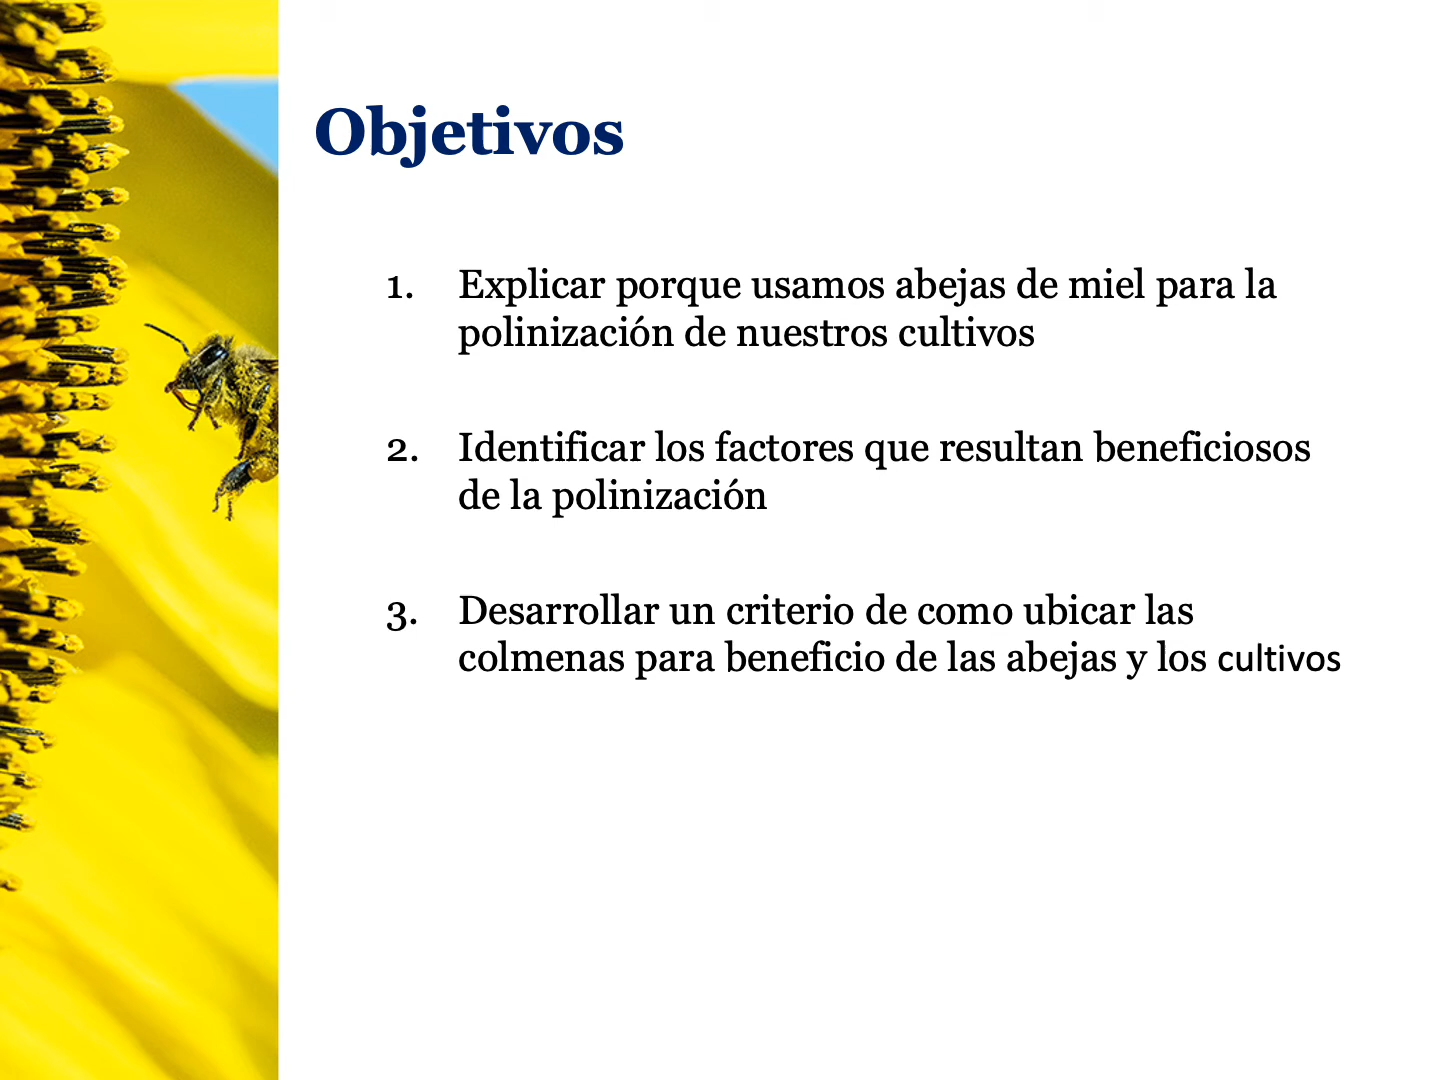 Objetivos
1. Explicar porque usamos abejas de miel para la
polinización de nuestros cultivos
2. Identificar los factores que resultan beneficiosos
de la polinización
3. Desarrollar un criterio de como ubicar las
colmenas para beneficio de las abejas y los cultivos